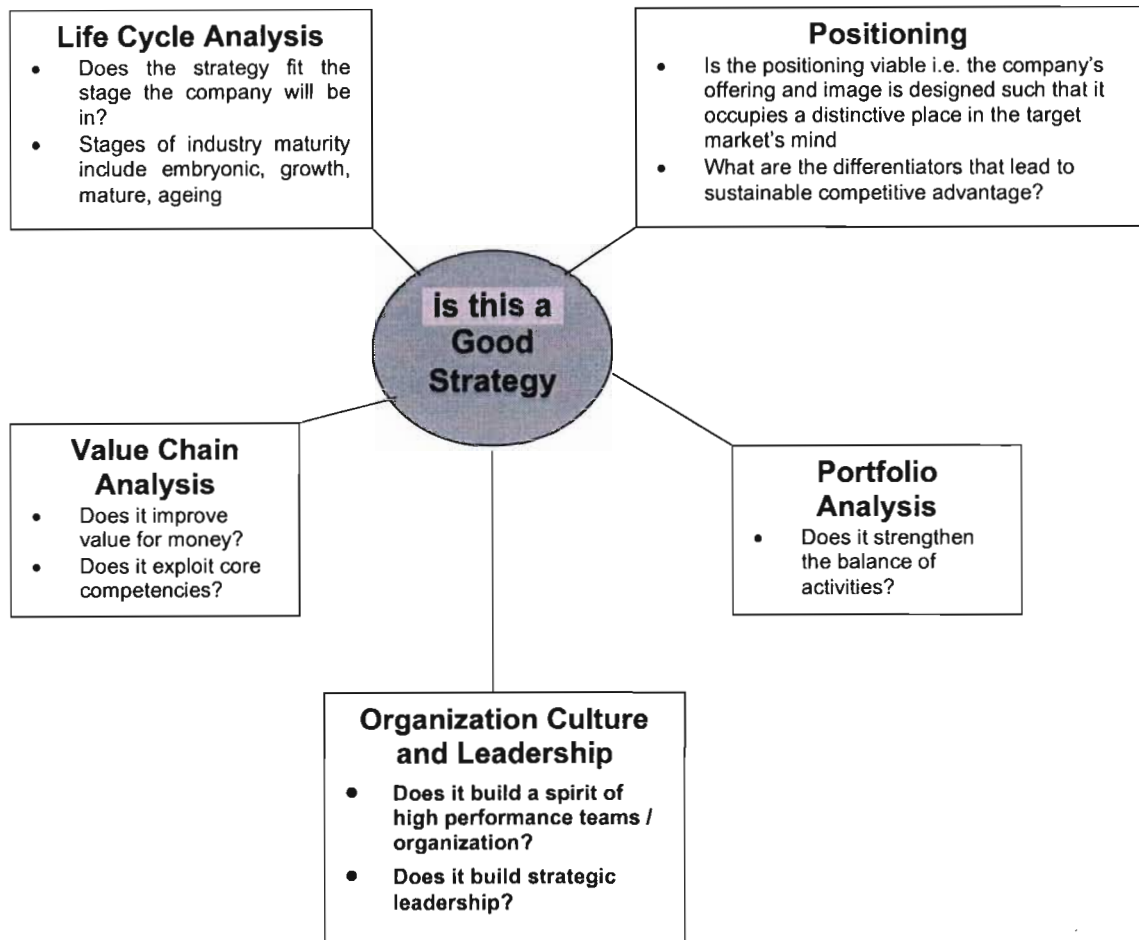 Life Cycle Analysis
• Does the strategy fit the
stage the company will be
in?
• Stages of industry maturity
include embryonic, growth,
mature, ageing
Positioning
• Is the positioning viable i.e. the company's
offering and image is designed such that it
occupies a distinctive place in the target
market's mind
• What are the differentiators that lead to
sustainable competitive advantage?
is this a
Good
Strategy
Value Chain
Analysis
• Does it improve
value for money?
• Does it exploit core
competencies?
Portfolio
Analysis
• Does it strengthen
the balance of
activities?
Organization Culture
and Leadership
• Does it build a spirit of
high performance teams /
organization?
• Does it build strategic
leadership?